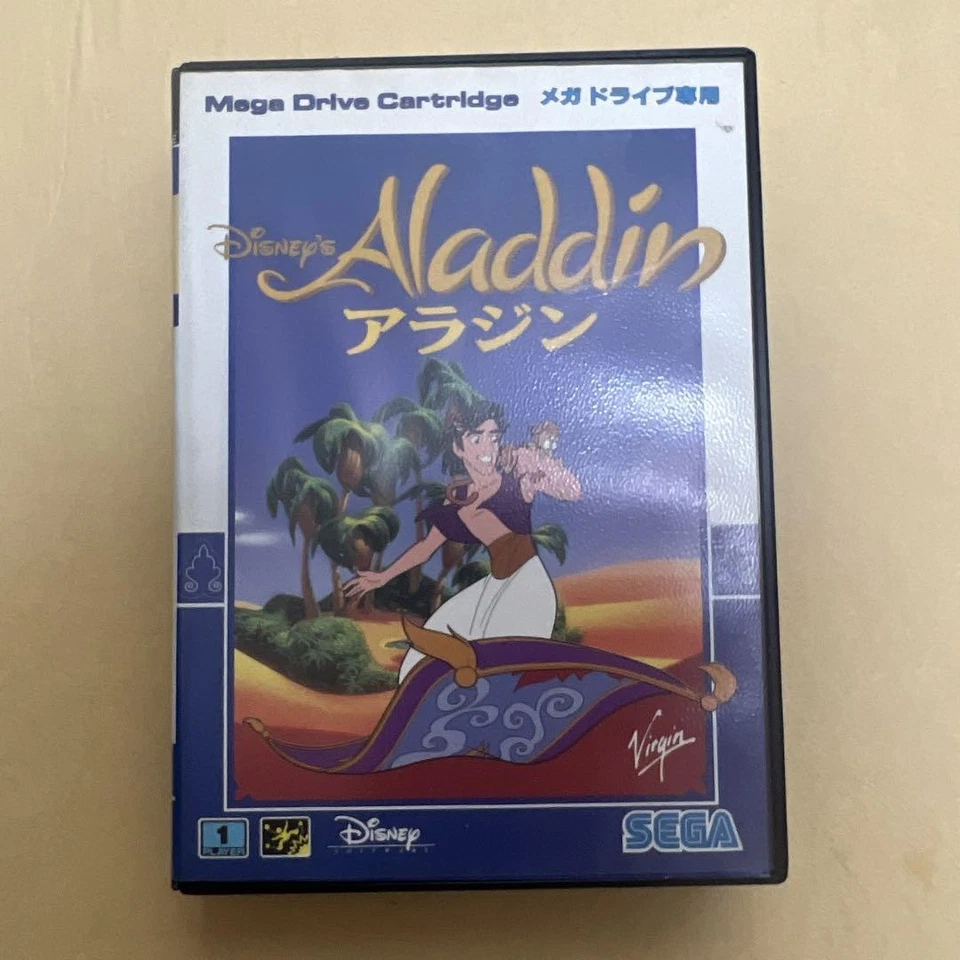 Mega Drive Cartridge メガドライブ専用
Disney's Aladdin
アラジン
Virgin
1
PLAYER
Disney
SOFTWARE
SEGA